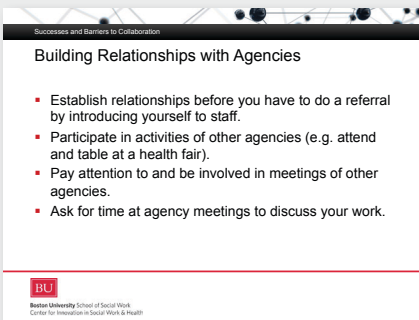 Successes and Barriers to Collaboration
Building Relationships with Agencies
▪ Establish relationships before you have to do a referral
by introducing yourself to staff.
▪ Participate in activities of other agencies (e.g. attend
and table at a health fair).
▪ Pay attention to and be involved in meetings of other
agencies.
▪ Ask for time at agency meetings to discuss your work.
BU
Boston University School of Social Work
Center for Innovation in Social Work & Health